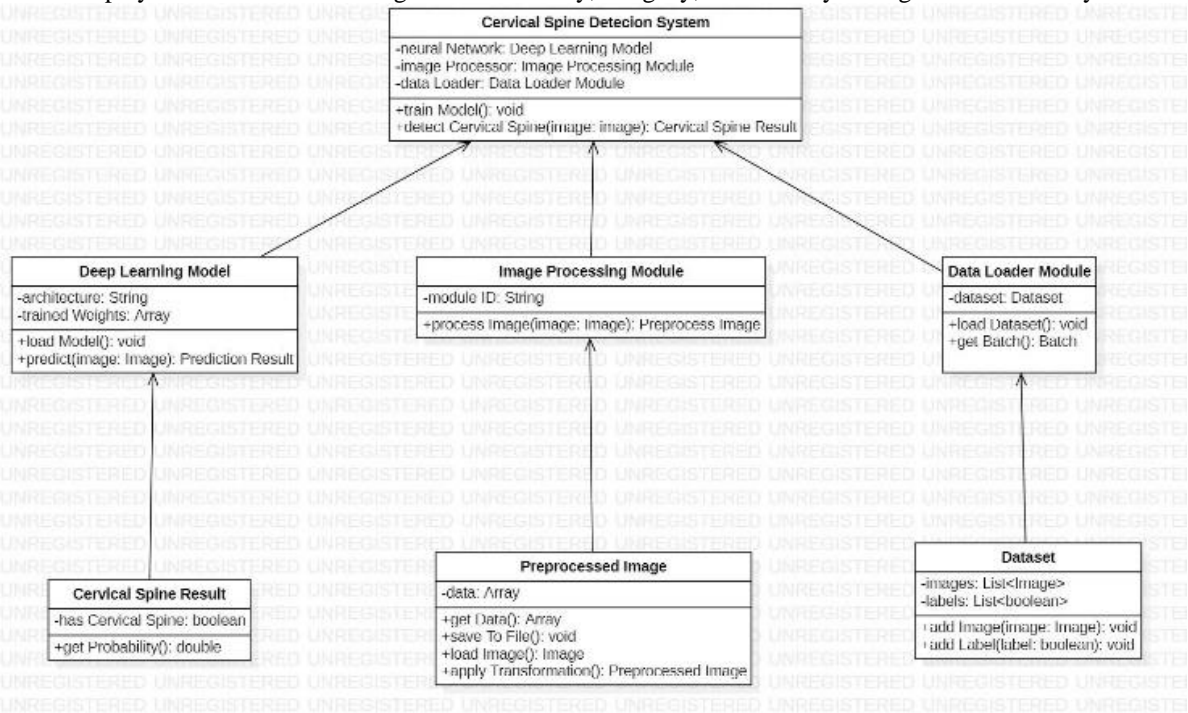 Cervical Spine Detecion System
-neural Network: Deep Learning Model
-image Processor: Image Processing Module
-data Loader: Data Loader Module
+train Model(): void
+detect Cervical Spine(image: image): Cervical Spine Result
Deep Learning Model
-architecture: String
-trained Weights: Array
+load Model(): void
+predict(image: Image): Prediction Result
Image Processing Module
-module ID: String
+process Image(image: Image): Preprocess Image
Data Loader Module
-dataset: Dataset
+load Dataset(): void
+get Batch(): Batch
Cervical Spine Result
-has Cervical Spine: boolean
+get Probability(): double
Preprocessed Image
-data: Array
+get Data(): Array
+save To File(): void
+load Image(): Image
+apply Transformation(): Preprocessed Image
Dataset
-images: List<Image>
-labels: List<boolean>
+add Image(image: Image): void
+add Label(label: boolean): void
UNREGISTERED